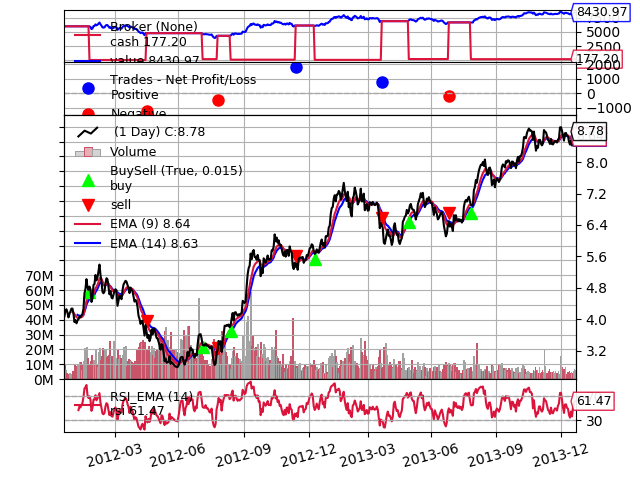 Broker (None)
cash 177.20
value 8430.97
8430.97
5000
2500
177.20
2000
Trades - Net Profit/Loss
Positive
Negative
1000
0
−1000
(1 Day) C:8.78
Volume
BuySell (True, 0.015)
buy
sell
EMA (9) 8.64
EMA (14) 8.63
8.78
8.0
7.2
6.4
5.6
4.8
4.0
3.2
70M
60M
50M
40M
30M
20M
10M
0M
RSI_EMA (14)
rsi 61.47
61.47
30
2012-03
2012-06
2012-09
2012-12
2013-03
2013-06
2013-09
2013-12